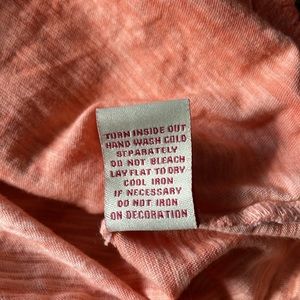 TURN INSIDE OUT
HAND WASH COLD
SEPARATELY
DO NOT BLEACH
LAY FLAT TO DRY
COOL IRON
IF NECESSARY
DO NOT IRON
ON DECORATION